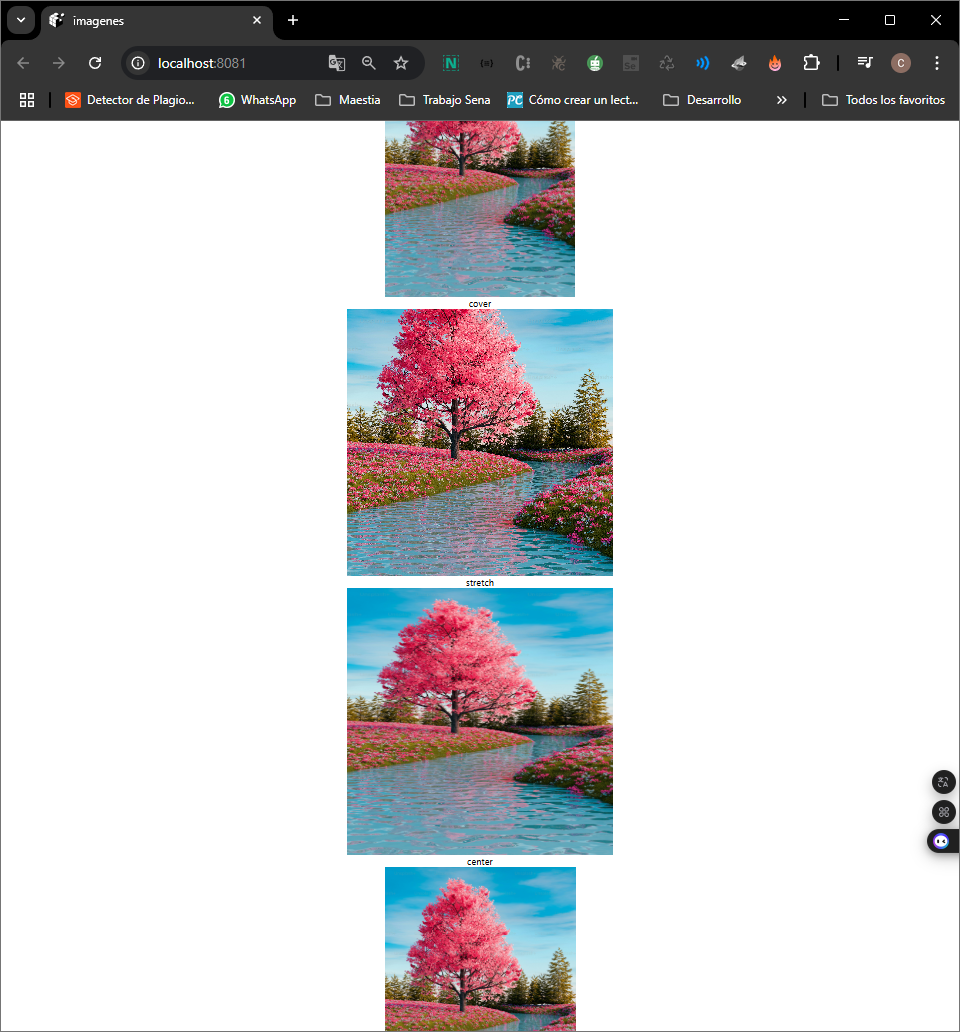 imagenes
localhost:8081
Detector de Plagio...
6
WhatsApp
Maestia
Trabajo Sena
PC
Cómo crear un lect...
Desarrollo
Todos los favoritos
N
C
C
cover
stretch
center